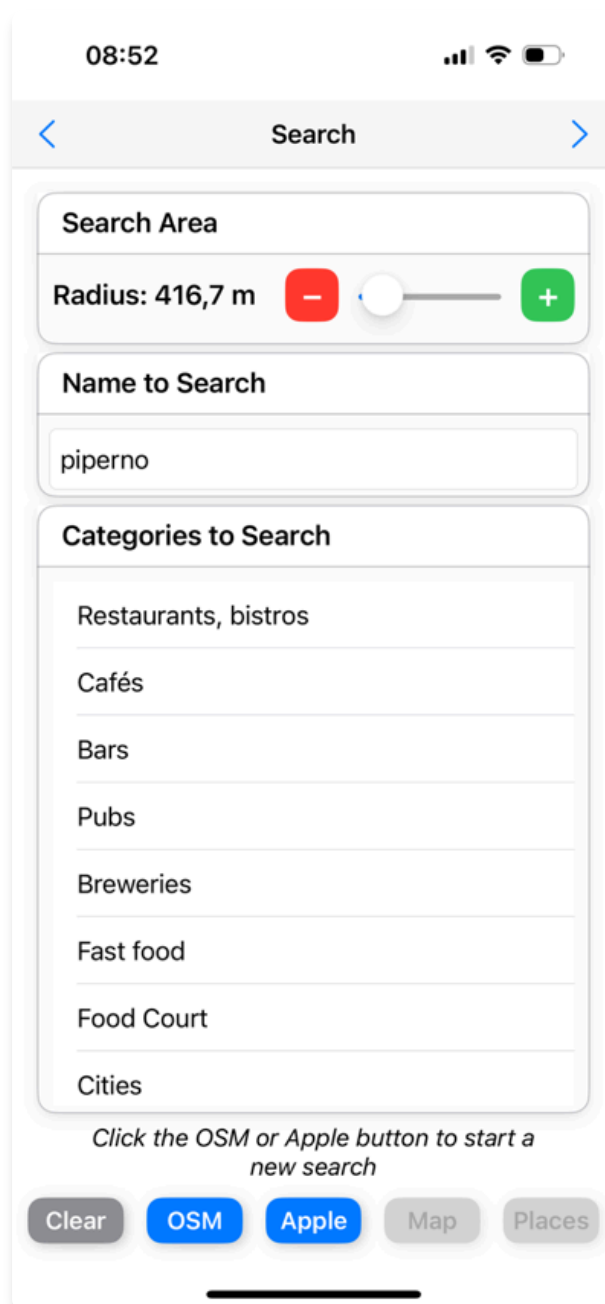 08:52
Search
Search Area
Radius: 416,7 m
Name to Search
piperno
Categories to Search
Restaurants, bistros
Cafés
Bars
Pubs
Breweries
Fast food
Food Court
Cities
Click the OSM or Apple button to start a
new search
Clear OSM Apple Map Places